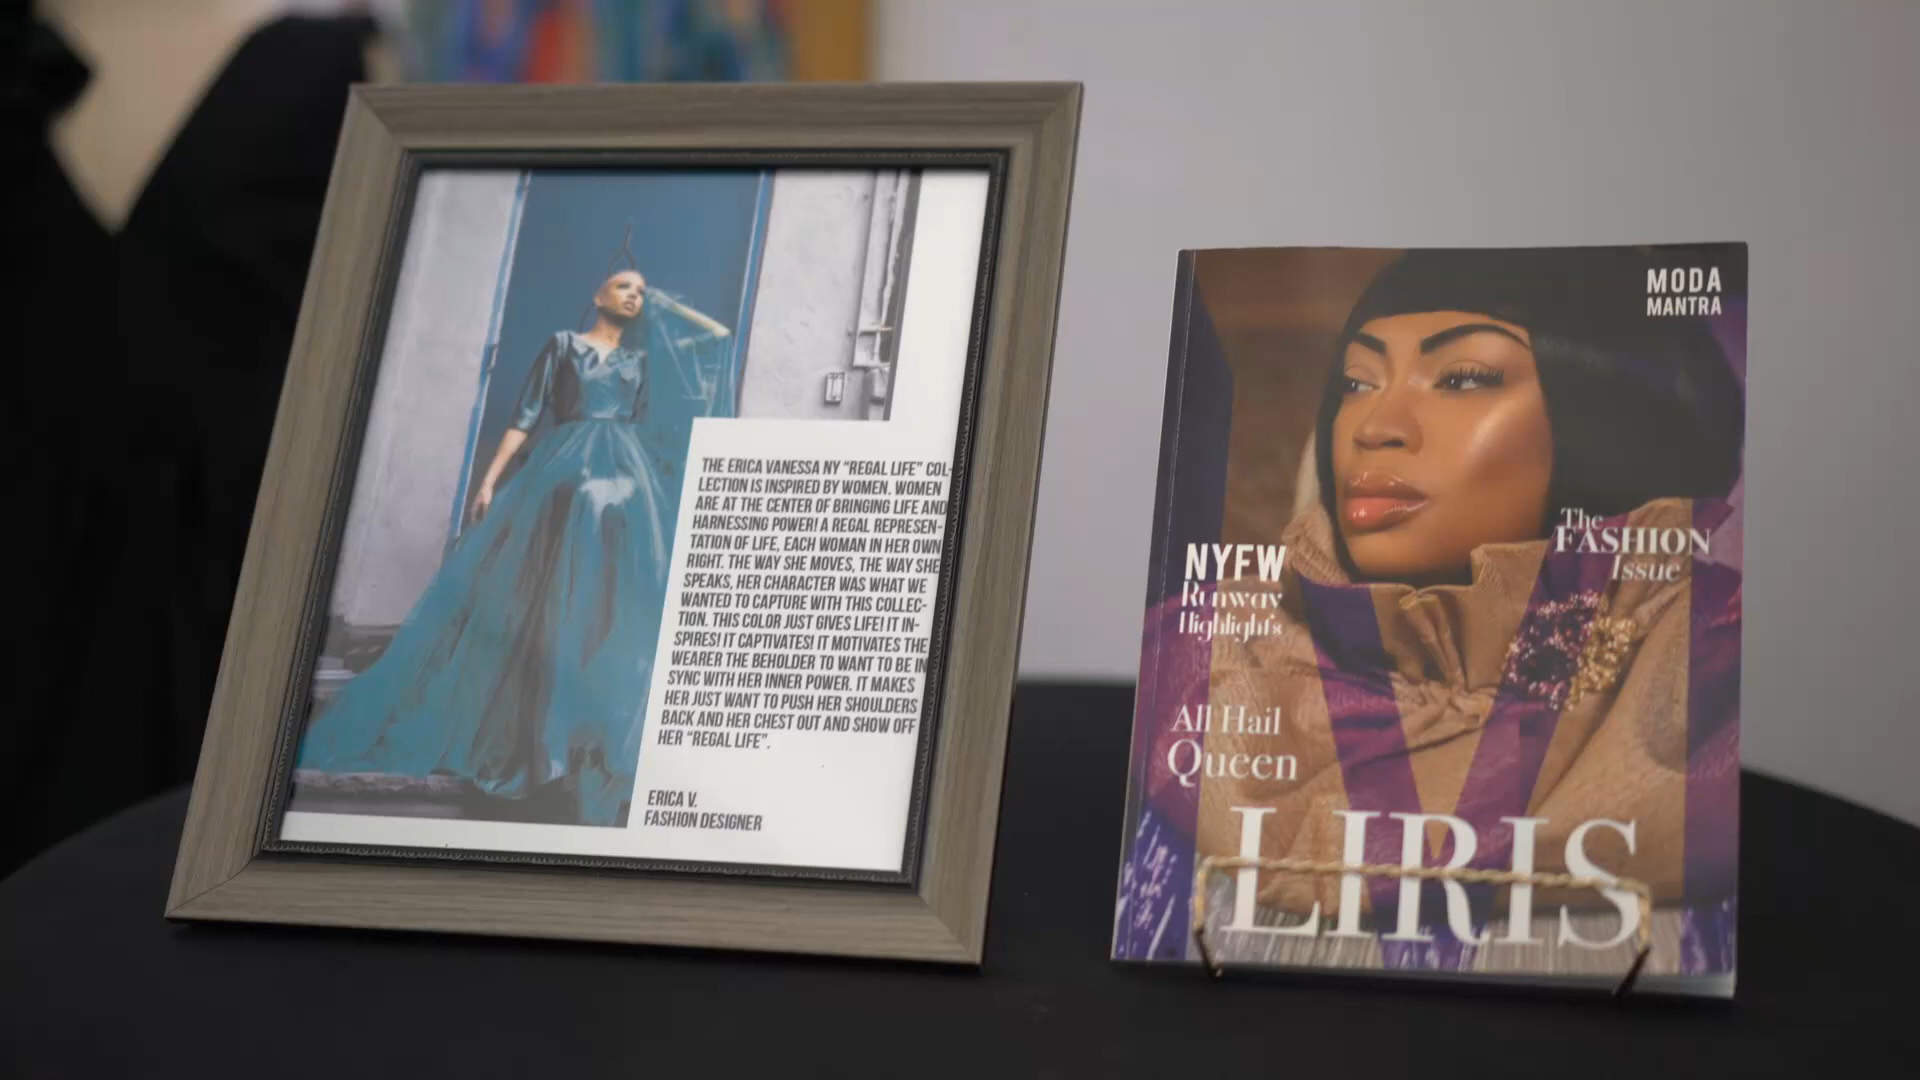 THE ERICA VANESSA NY “REGAL LIFE” COL-
LECTION IS INSPIRED BY WOMEN. WOMEN
ARE AT THE CENTER OF BRINGING LIFE AND
HARNESSING POWER! A REGAL REPRESEN-
TATION OF LIFE, EACH WOMAN IN HER OWN
RIGHT. THE WAY SHE MOVES, THE WAY SHE
SPEAKS, HER CHARACTER WAS WHAT WE
WANTED TO CAPTURE WITH THIS COLLEC-
TION. THIS COLOR JUST GIVES LIFE! IT IN-
SPIRES! IT CAPTIVATES! IT MOTIVATES THE
WEARER THE BEHOLDER TO WANT TO BE IN
SYNC WITH HER INNER POWER. IT MAKES
HER JUST WANT TO PUSH HER SHOULDERS
BACK AND HER CHEST OUT AND SHOW OFF
HER “REGAL LIFE”.
ERICA V.
FASHION DESIGNER
MODA
MANTRA
The
FASHION
Issue
NYFW
Runway
Highlights
All Hail
Queen
LIRIS